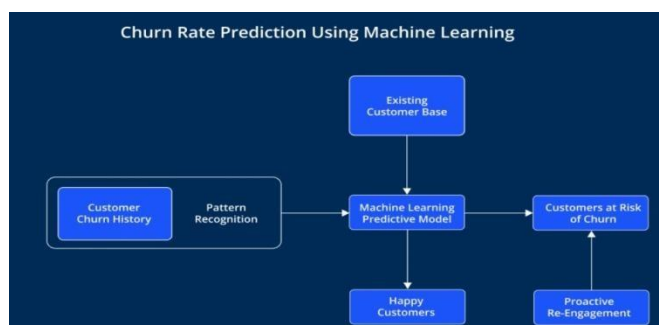 Churn Rate Prediction Using Machine Learning
Existing
Customer Base
Customer
Churn History
Pattern
Recognition
Machine Learning
Predictive Model
Customers at Risk
of Churn
Happy
Customers
Proactive
Re-Engagement